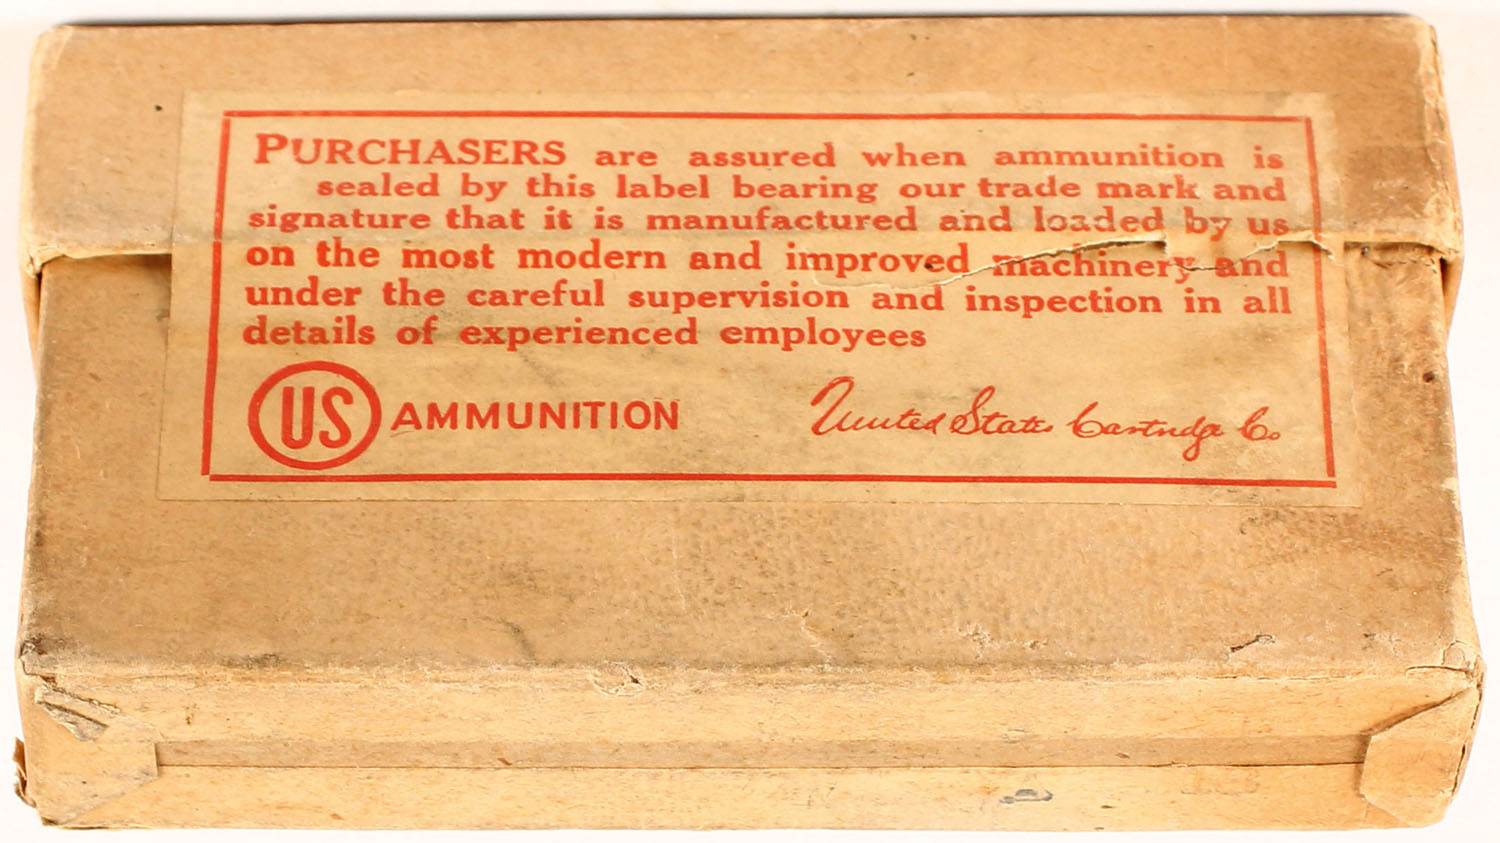 PURCHASERS are assured when ammunition is
sealed by this label bearing our trade mark and
signature that it is manufactured and loaded by us
on the most modern and improved machinery and
under the careful supervision and inspection in all
details of experienced employees
US AMMUNITION
United States Cartridge Co